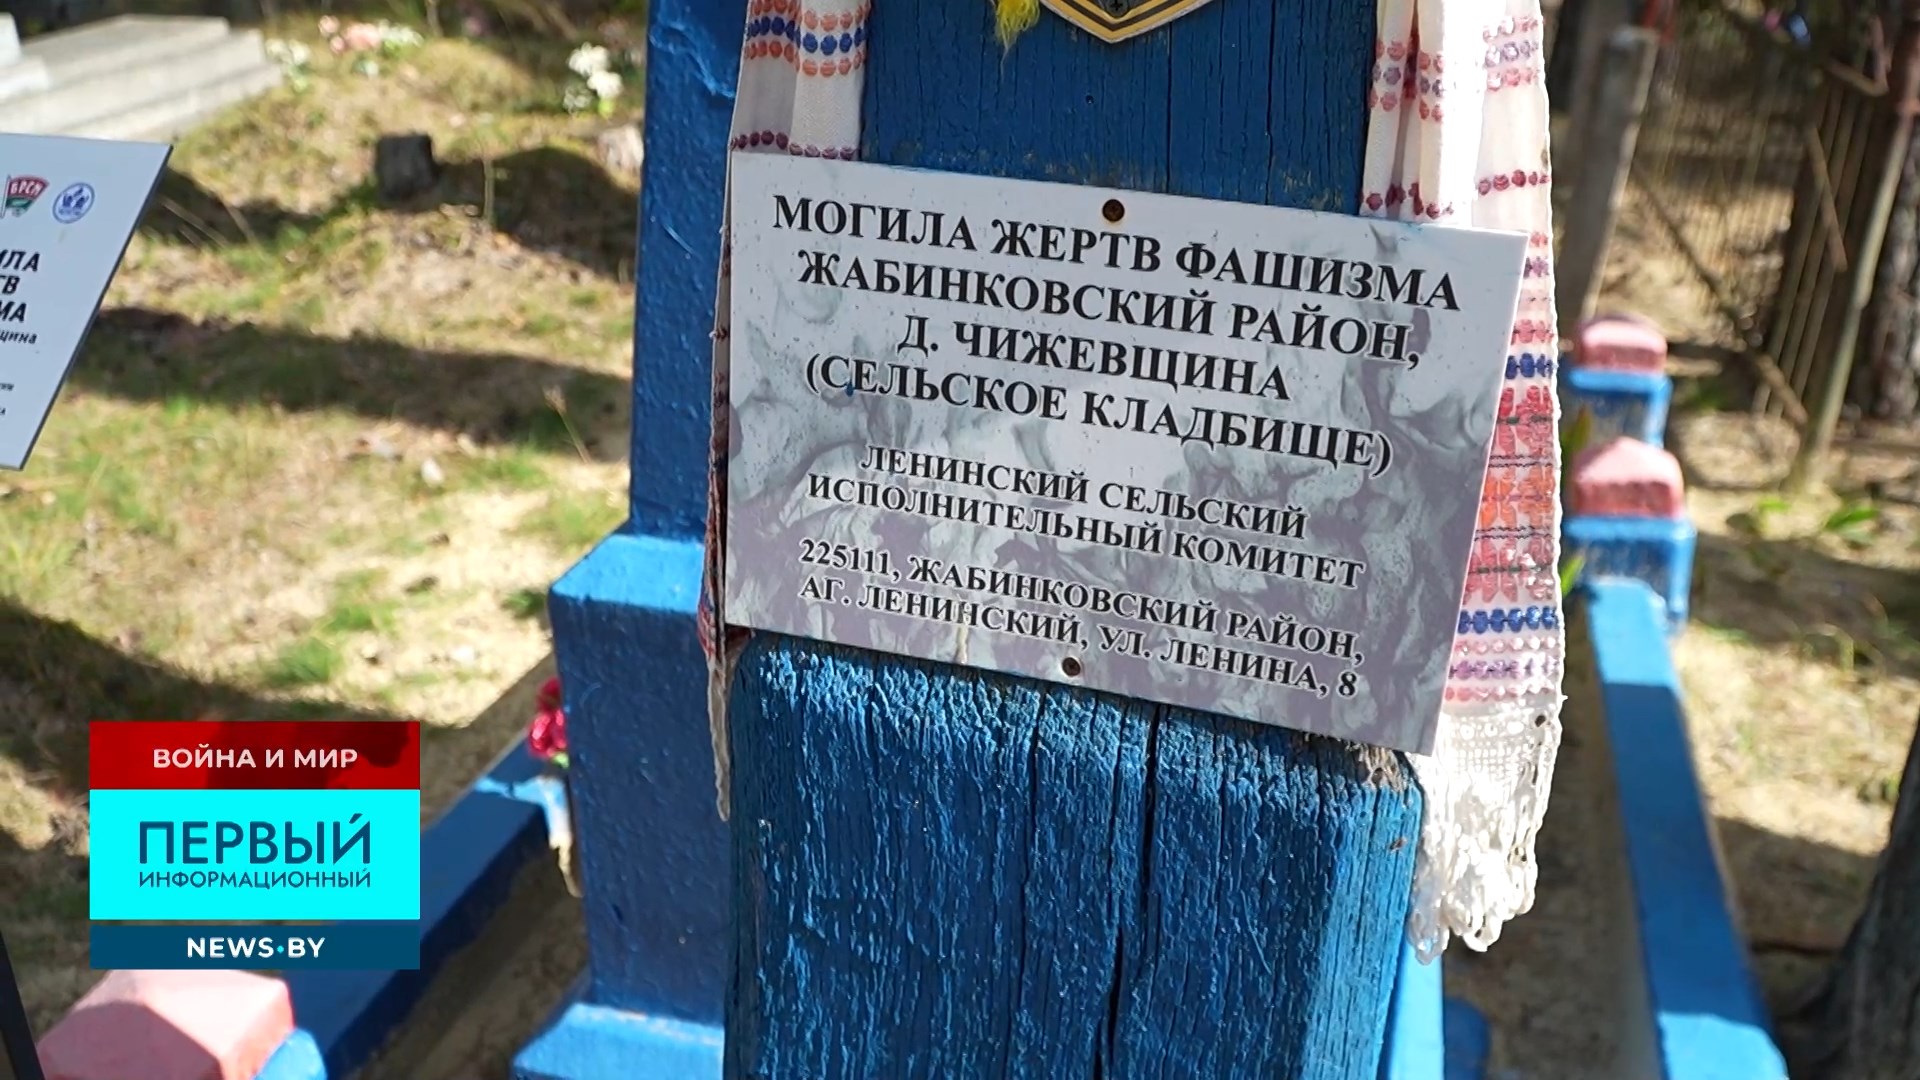 БРСМ
МОГИЛА ЖЕРТВ ФАШИЗМА
ЖАБИНКОВСКИЙ РАЙОН,
Д. ЧИЖЕВЩИНА
(СЕЛЬСКОЕ КЛАДБИЩЕ)
ЛЕНИНСКИЙ СЕЛЬСКИЙ
ИСПОЛНИТЕЛЬНЫЙ КОМИТЕТ
225111, ЖАБИНКОВСКИЙ РАЙОН,
АГ. ЛЕНИНСКИЙ, УЛ. ЛЕНИНА, 8
ВОЙНА И МИР
ПЕРВЫЙ
ИНФОРМАЦИОННЫЙ
NEWS·BY